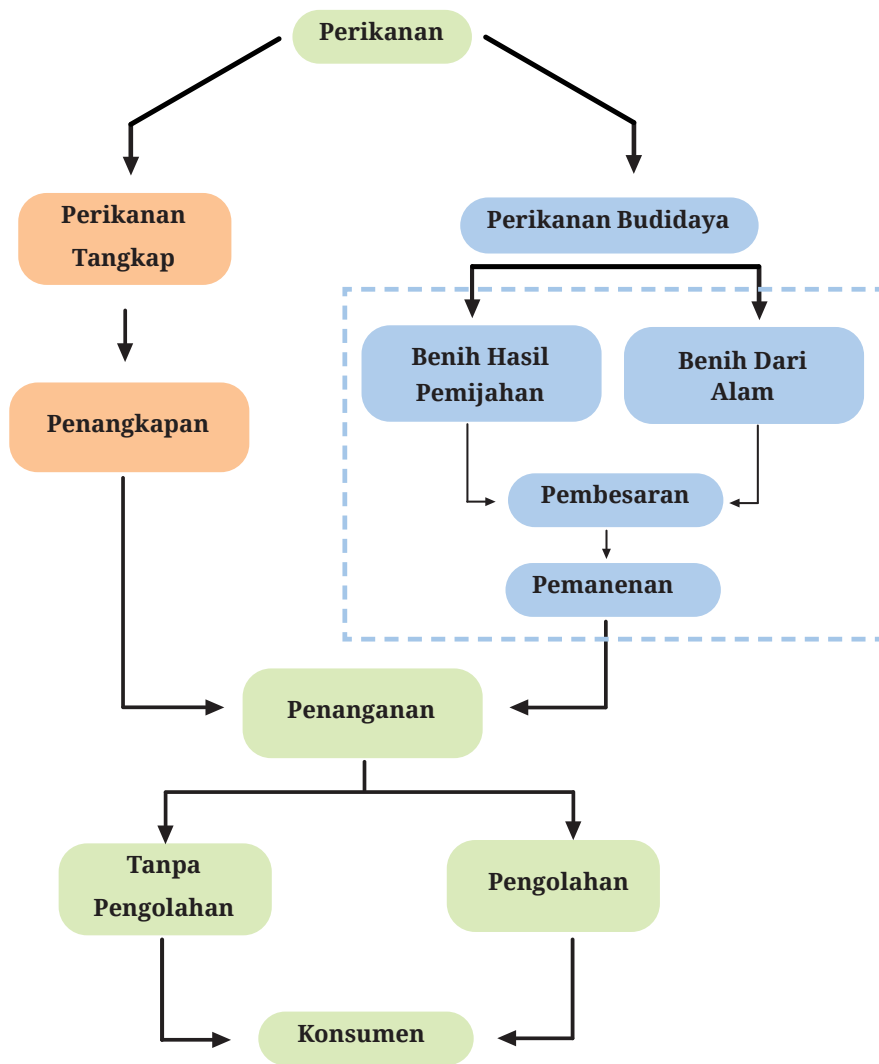 Perikanan
Perikanan
Tangkap
Perikanan Budidaya
Benih Hasil
Pemijahan
Benih Dari
Alam
Penangkapan
Pembesaran
Pemanenan
Penanganan
Tanpa
Pengolahan
Pengolahan
Konsumen